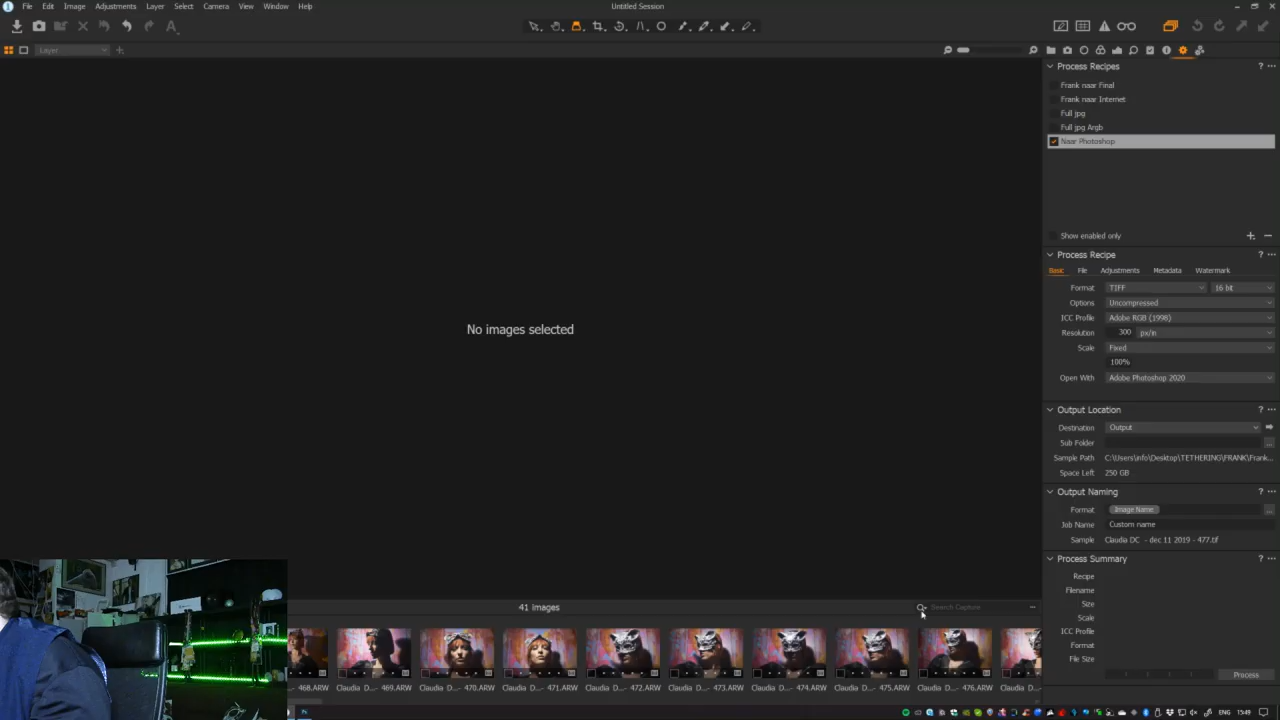 File Edit Image Adjustments Layer Select Camera View Window Help
Untitled Session
Layer
Process Recipes
Frank naar Final
Frank naar Internet
Full jpg
Full jpg Argb
Naar Photoshop
Show enabled only
Process Recipe
Basic File Adjustments Metadata Watermark
Format TIFF 16 bit
Options Uncompressed
ICC Profile Adobe RGB (1998)
Resolution 300 px/in
Scale Fixed
100%
Open With Adobe Photoshop 2020
No images selected
Output Location
Destination Output
Sub Folder
Sample Path C:\Users\info\Desktop\TETHERING\FRANK\Frank...
Space Left 250 GB
Output Naming
Format Image Name
Job Name Custom name
Sample Claudia DC - dec 11 2019 - 477.tif
Process Summary
Recipe
Filename
Size
Scale
ICC Profile
Format
File Size
Process
41 Images
Search Capture
468.ARW Claudia D...- 469.ARW Claudia D...- 470.ARW Claudia D...- 471.ARW Claudia D...- 472.ARW Claudia D...- 473.ARW Claudia D...- 474.ARW Claudia D...- 475.ARW Claudia D...- 476.ARW Claudia D...-
ENG 15:49